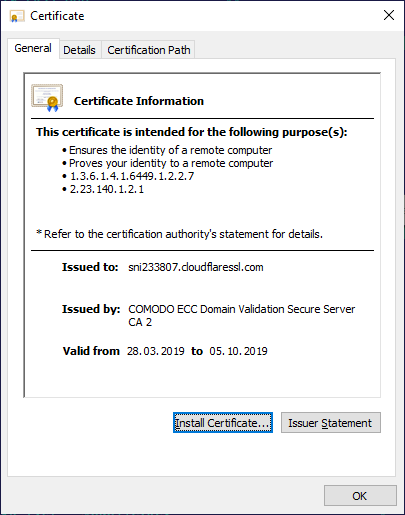 Certificate
General
Details
Certification Path
Certificate Information
This certificate is intended for the following purpose(s):
• Ensures the identity of a remote computer
• Proves your identity to a remote computer
• 1.3.6.1.4.1.6449.1.2.2.7
• 2.23.140.1.2.1
* Refer to the certification authority's statement for details.
Issued to: sni233807.cloudflaressl.com
Issued by: COMODO ECC Domain Validation Secure Server
CA 2
Valid from 28.03.2019 to 05.10.2019
Install Certificate...
Issuer Statement
OK